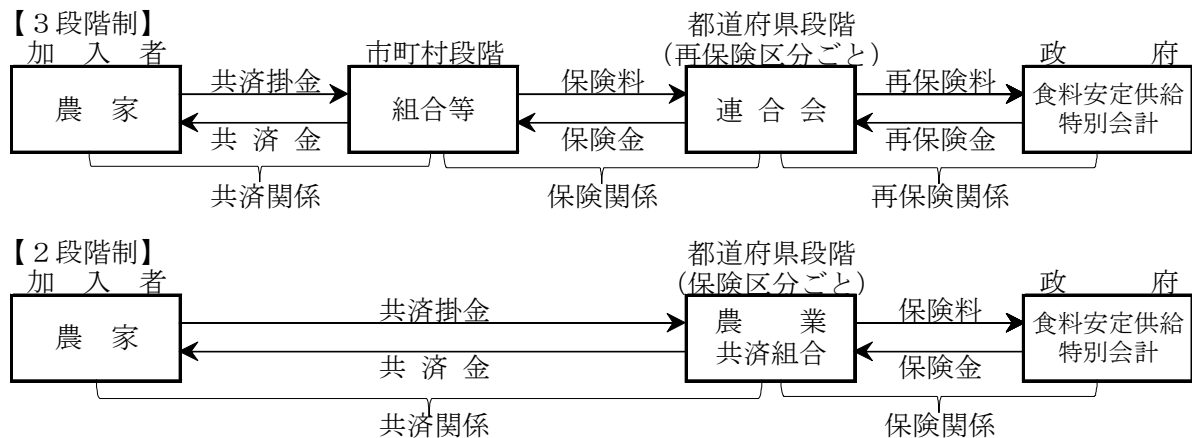 【３段階制】
加 入 者
市町村段階
都道府県段階
(再保険区分ごと)
政 府
農 家
共済掛金
共 済 金
組合等
保険料
保険金
連 合 会
再保険料
再保険金
食料安定供給
特別会計
共済関係
保険関係
再保険関係
【２段階制】
加 入 者
都道府県段階
(保険区分ごと)
政 府
農 家
共済掛金
共 済 金
農 業
共済組合
保険料
保険金
食料安定供給
特別会計
共済関係
保険関係